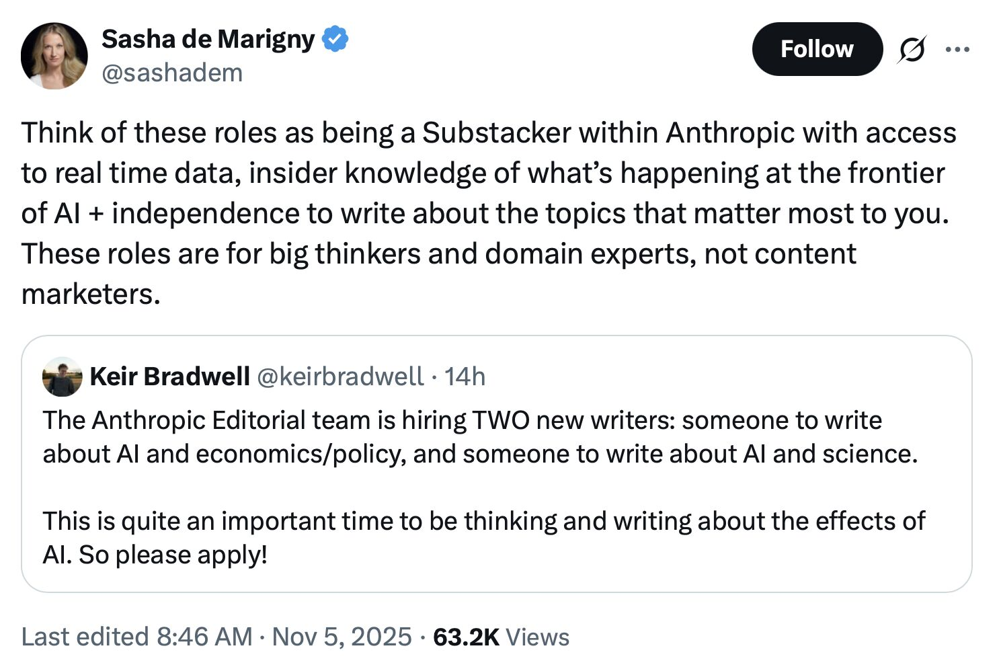 Sasha de Marigny
@sashadem
Follow
Think of these roles as being a Substacker within Anthropic with access
to real time data, insider knowledge of what’s happening at the frontier
of AI + independence to write about the topics that matter most to you.
These roles are for big thinkers and domain experts, not content
marketers.
Keir Bradwell @keirbradwell · 14h
The Anthropic Editorial team is hiring TWO new writers: someone to write
about AI and economics/policy, and someone to write about AI and science.
This is quite an important time to be thinking and writing about the effects of
AI. So please apply!
Last edited 8:46 AM · Nov 5, 2025 · 63.2K Views